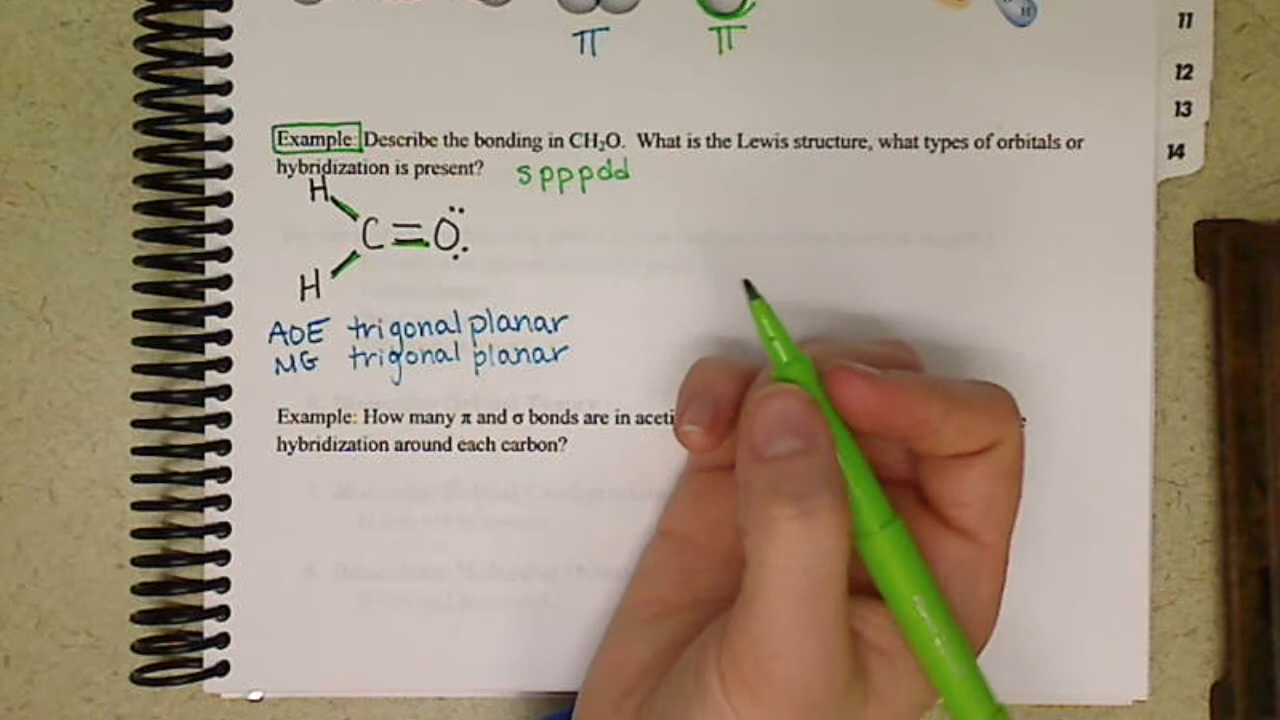 π π
11
12
13
14
Example: Describe the bonding in CH₂O. What is the Lewis structure, what types of orbitals or
hybridization is present? spppdd
H
C=O
H
AOE trigonal planar
MG trigonal planar
Example: How many π and σ bonds are in
hybridization around each carbon?